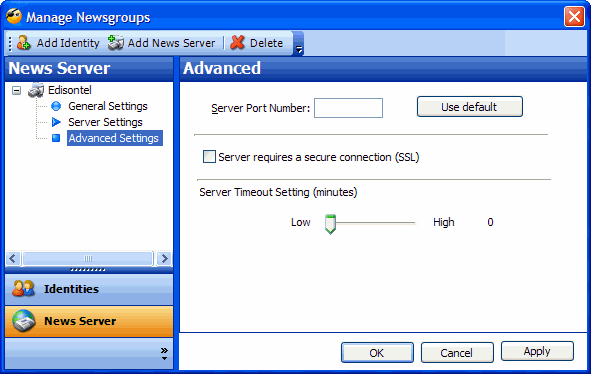 Manage Newsgroups
Add Identity Add News Server Delete
News Server
Edisontel
General Settings
Server Settings
Advanced Settings
Identities
News Server
»
Advanced
Server Port Number: Use default
Server requires a secure connection (SSL)
Server Timeout Setting (minutes)
Low High 0
OK Cancel Apply